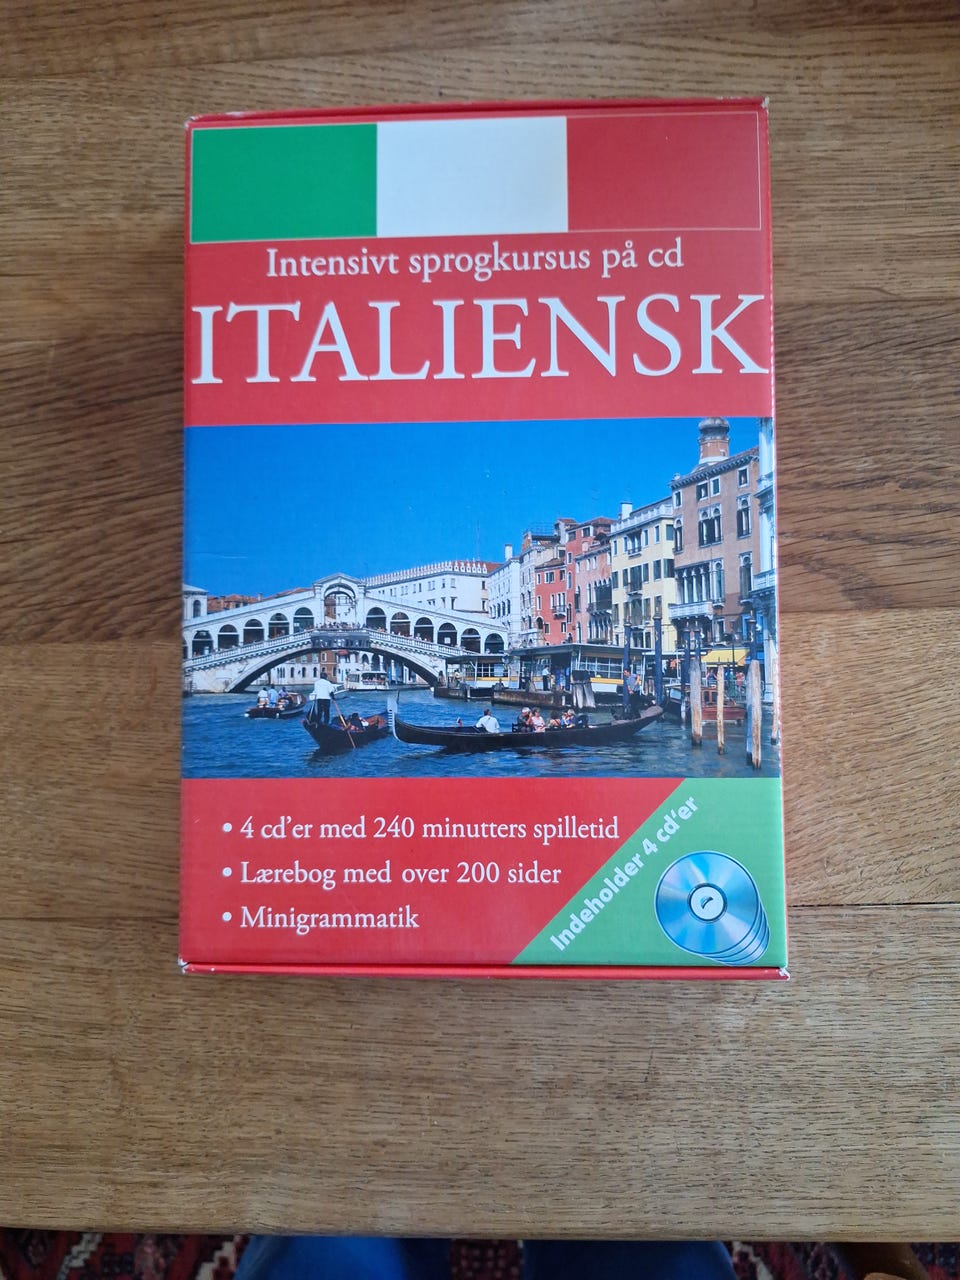 Intensivt sprogkursus på cd
ITALIENSK
• 4 cd'er med 240 minutters spilletid
• Lærebog med over 200 sider
• Minigrammatik
Indeholder 4 cd'er